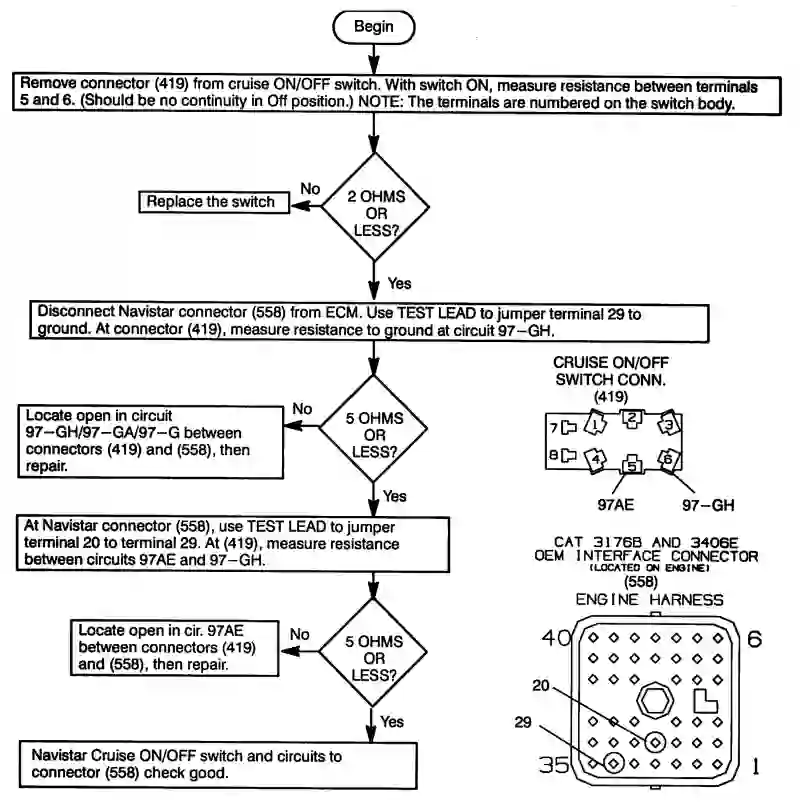 Begin
Remove connector (419) from cruise ON/OFF switch. With switch ON, measure resistance between terminals
5 and 6. (Should be no continuity in Off position.) NOTE: The terminals are numbered on the switch body.
2 OHMS
OR
LESS?
No
Replace the switch
Yes
Disconnect Navistar connector (558) from ECM. Use TEST LEAD to jumper terminal 29 to
ground. At connector (419), measure resistance to ground at circuit 97-GH.
5 OHMS
OR
LESS?
No
Locate open in circuit
97-GH/97-GA/97-G between
connectors (419) and (558), then
repair.
Yes
At Navistar connector (558), use TEST LEAD to jumper
terminal 20 to terminal 29. At (419), measure resistance
between circuits 97AE and 97-GH.
5 OHMS
OR
LESS?
No
Locate open in cir. 97AE
between connectors (419)
and (558), then repair.
Yes
Navistar Cruise ON/OFF switch and circuits to
connector (558) check good.
CRUISE ON/OFF
SWITCH CONN.
(419)
7 1 2 3
8 4 5 6
97AE 97-GH
CAT 3176B AND 3406E
OEM INTERFACE CONNECTOR
(LOCATED ON ENGINE)
(558)
ENGINE HARNESS
40 6
20
29
35 1